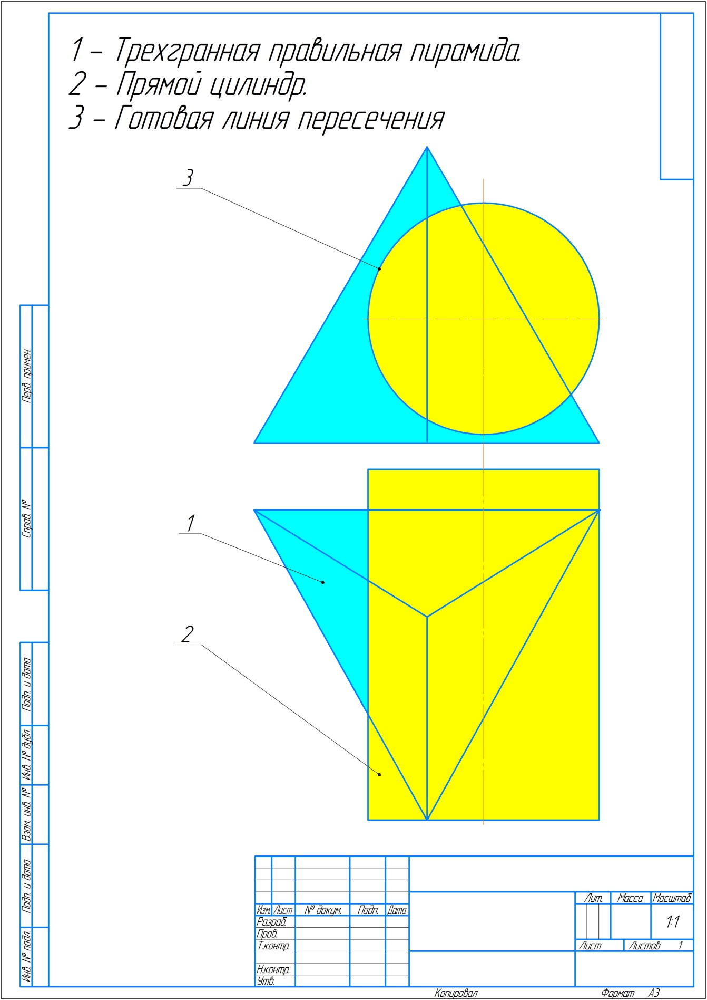 1 – Трехгранная правильная пирамида.
2 – Прямой цилиндр.
3 – Готовая линия пересечения
3
1
2
Перв. примен.
Справ. №
Подп. и дата
Инв. № дубл.
Взам. инв. №
Подп. и дата
Инв. № подл.
Изм. Лист № докум. Подп. Дата
Разраб.
Пров.
Т.контр.
Н.контр.
Утв.
Лит. Масса Масштаб
1:1
Лист Листов 1
Копировал Формат А3